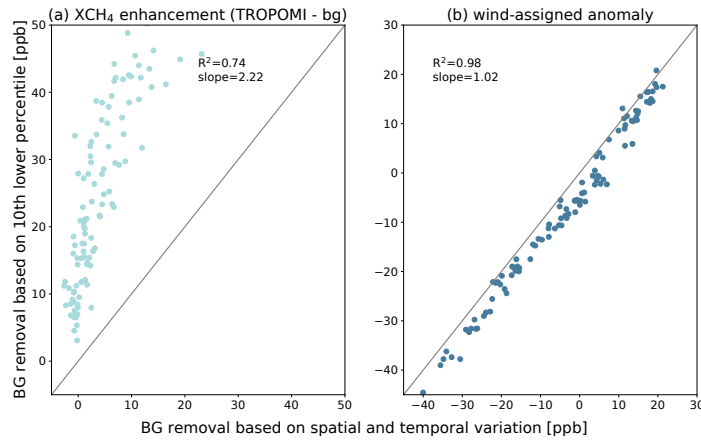 (a) XCH₄ enhancement (TROPOMI - bg)
(b) wind-assigned anomaly
R²=0.74
slope=2.22
R²=0.98
slope=1.02
BG removal based on 10th lower percentile [ppb]
50
40
30
20
10
0
0 10 20 30 40 50
30
20
10
0
−10
−20
−30
−40
−40 −30 −20 −10 0 10 20 30
BG removal based on spatial and temporal variation [ppb]